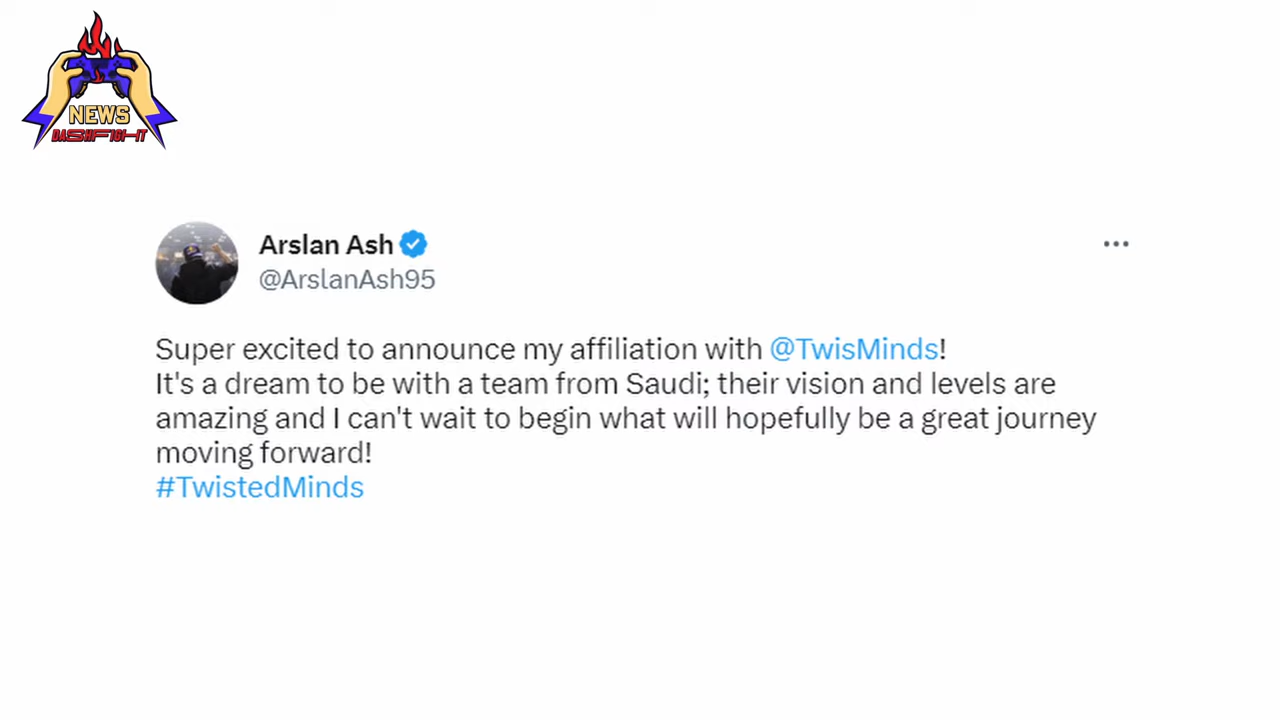 NEWS
DASHFIGHT
Arslan Ash
@ArslanAsh95
Super excited to announce my affiliation with @TwisMinds!
It's a dream to be with a team from Saudi; their vision and levels are
amazing and I can't wait to begin what will hopefully be a great journey
moving forward!
#TwistedMinds